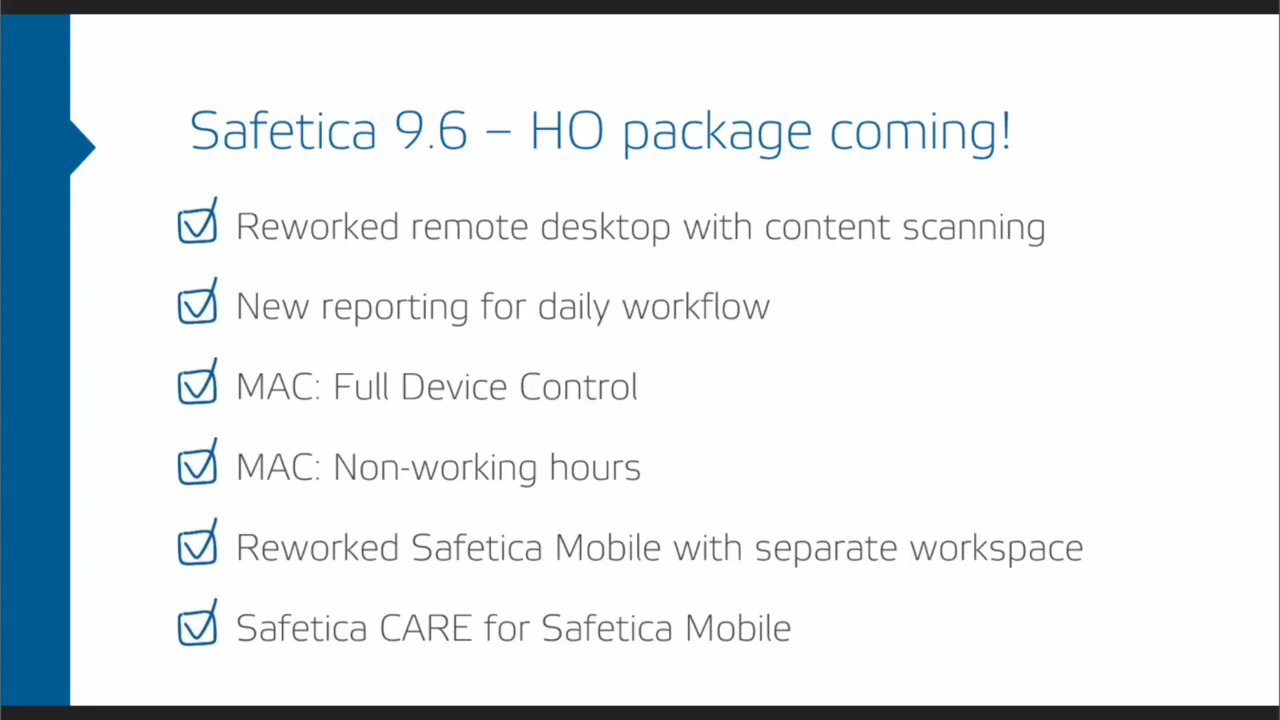 Safetica 9.6 – HO package coming!
Reworked remote desktop with content scanning
New reporting for daily workflow
MAC: Full Device Control
MAC: Non-working hours
Reworked Safetica Mobile with separate workspace
Safetica CARE for Safetica Mobile